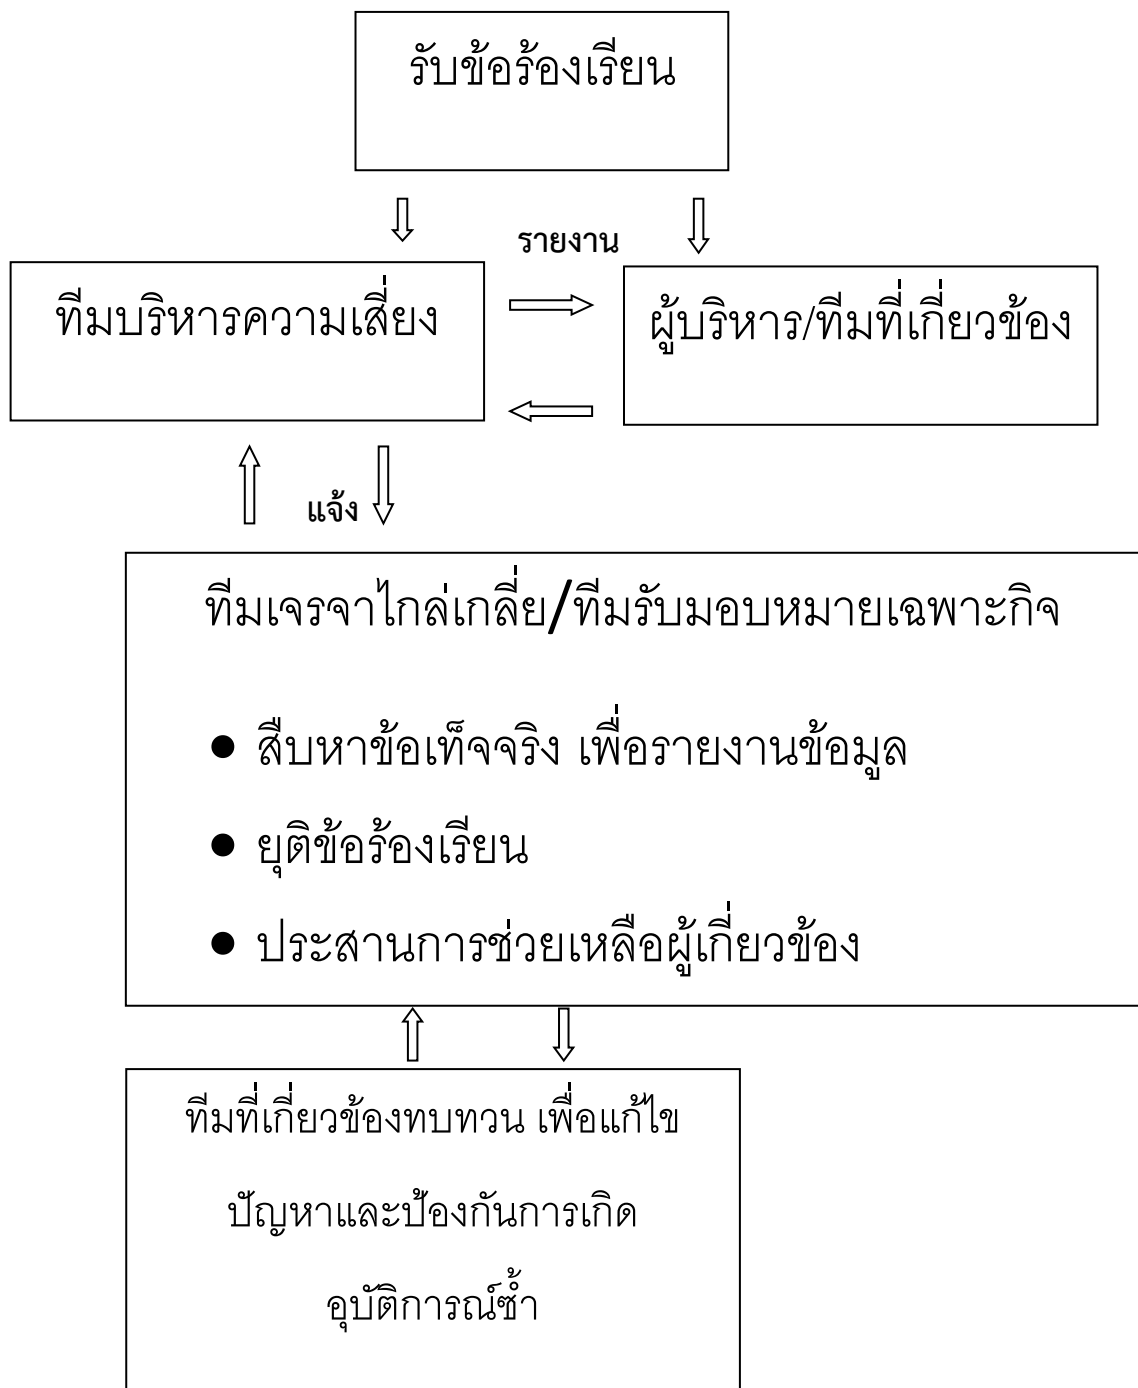 รับข้อร้องเรียน
รายงาน
ทีมบริหารความเสี่ยง
ผู้บริหาร/ทีมที่เกี่ยวข้อง
แจ้ง
ทีมเจรจาไกล่เกลี่ย/ทีมรับมอบหมายเฉพาะกิจ
● สืบหาข้อเท็จจริง เพื่อรายงานข้อมูล
● ยุติข้อร้องเรียน
● ประสานการช่วยเหลือผู้เกี่ยวข้อง
ทีมที่เกี่ยวข้องทบทวน เพื่อแก้ไข
ปัญหาและป้องกันการเกิด
อุบัติการณ์ซ้ำ